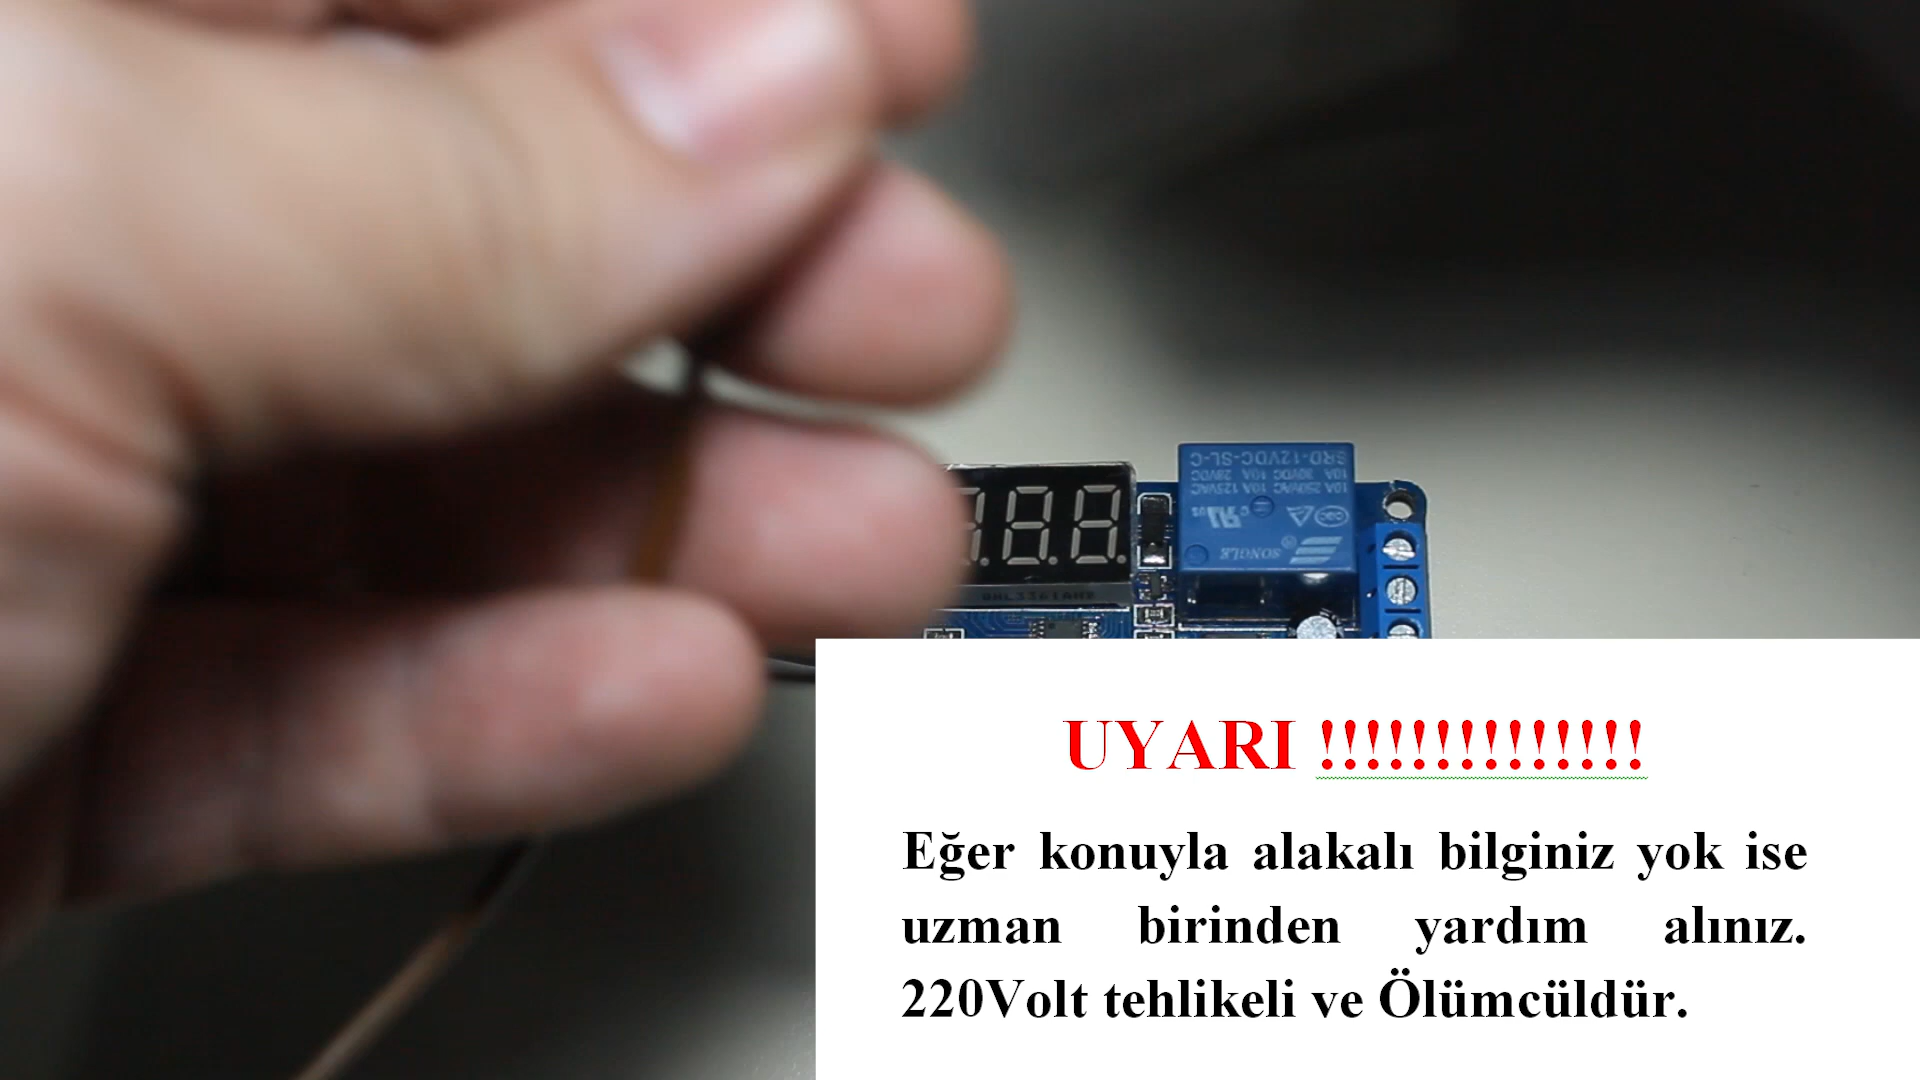 SRD-12VDC-SL-C
10A 30VDC 10A 28VDC
10A 250VAC 10A 125VAC
SONGLE
UYARI !!!!!!!!!!!!!!
Eğer konuyla alakalı bilginiz yok ise
uzman birinden yardım alınız.
220Volt tehlikeli ve Ölümcüldür.